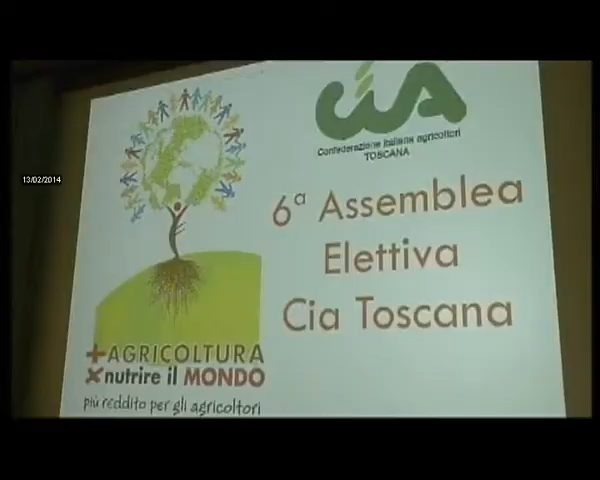 13/02/2014
CIA
Confederazione italiana agricoltori
TOSCANA
6ª Assemblea
Elettiva
Cia Toscana
+AGRICOLTURA
×nutrire il MONDO
più reddito per gli agricoltori